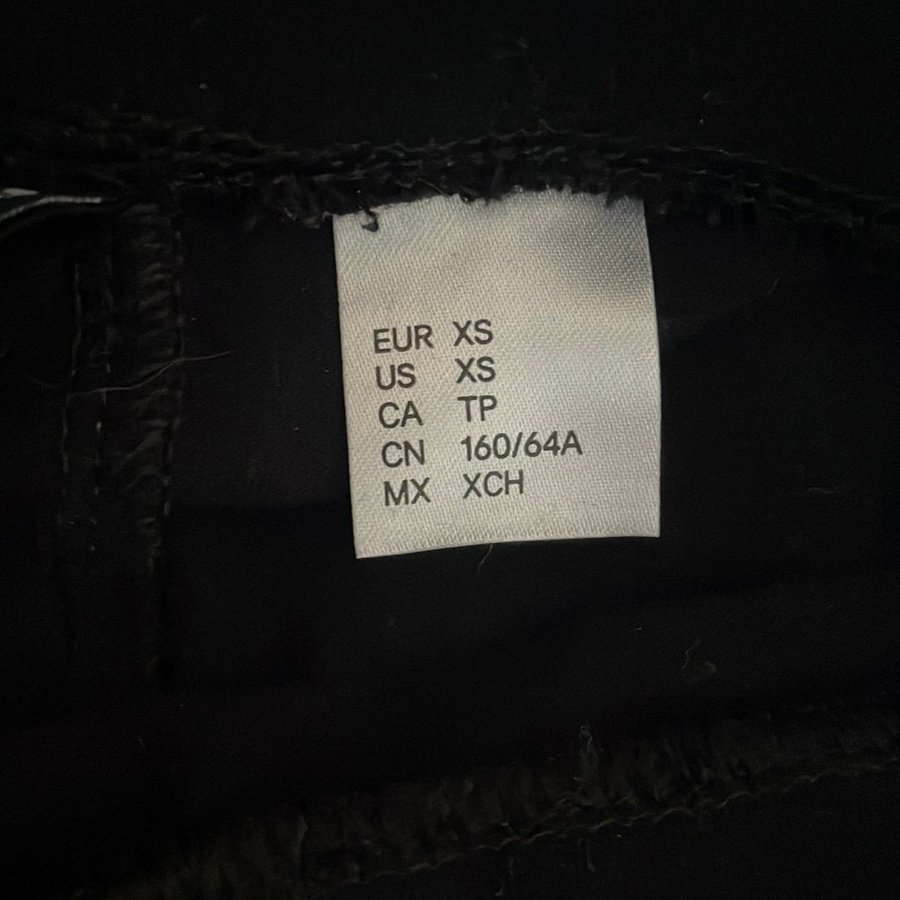 EUR XS
US XS
CA TP
CN 160/64A
MX XCH